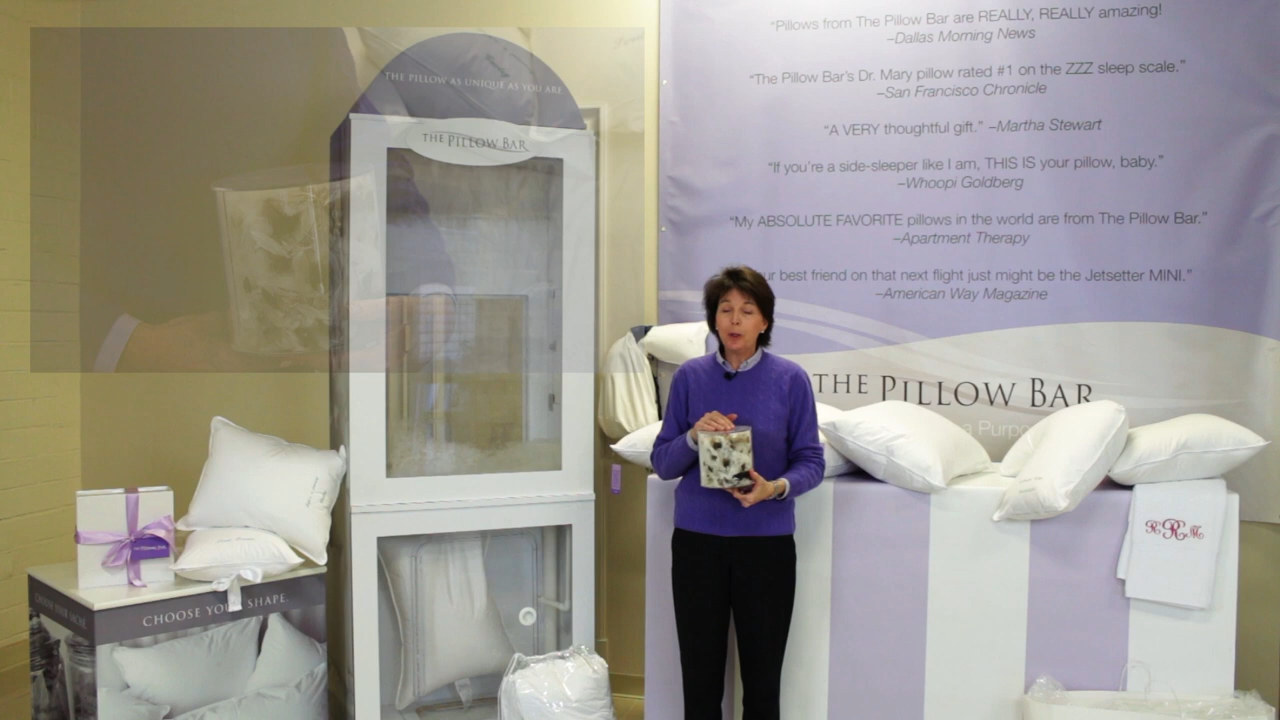 THE PILLOW AS UNIQUE AS YOU ARE
THE PILLOW BAR
"Pillows from The Pillow Bar are REALLY, REALLY amazing!
–Dallas Morning News
"The Pillow Bar's Dr. Mary pillow rated #1 on the ZZZ sleep scale."
–San Francisco Chronicle
"A VERY thoughtful gift." –Martha Stewart
"If you're a side-sleeper like I am, THIS IS your pillow, baby."
–Whoopi Goldberg
"My ABSOLUTE FAVORITE pillows in the world are from The Pillow Bar."
–Apartment Therapy
ur best friend on that next flight just might be the Jetsetter MINI."
–American Way Magazine
THE PILLOW BAR
a Purpo
CHOOSE YOUR SHAPE.